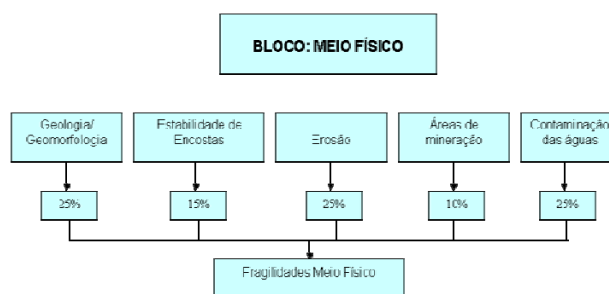 BLOCO: MEIO FÍSICO
Geologia/
Geomorfologia
Estabilidade de
Encostas
Erosão
Áreas de
mineração
Contaminação
das águas
25%
15%
25%
10%
25%
Fragilidades Meio Físico